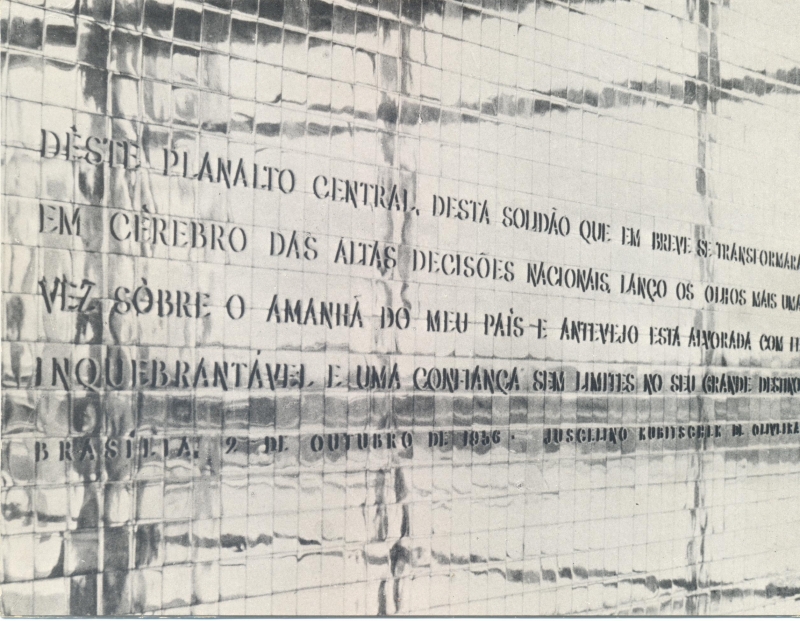 DÊSTE PLANALTO CENTRAL, DESTA SOLIDÃO QUE EM BREVE SE TRANSFORMARÁ
EM CÉREBRO DAS ALTAS DECISÕES NACIONAIS, LANÇO OS OLHOS MAIS UMA
VEZ SÔBRE O AMANHÃ DO MEU PAÍS E ANTEVEJO ESTA ALVORADA COM FÉ
INQUEBRANTÁVEL E UMA CONFIANÇA SEM LIMITES NO SEU GRANDE DESTINO
BRASÍLIA, 2 DE OUTUBRO DE 1956 · JUSCELINO KUBITSCHEK DE OLIVEIRA